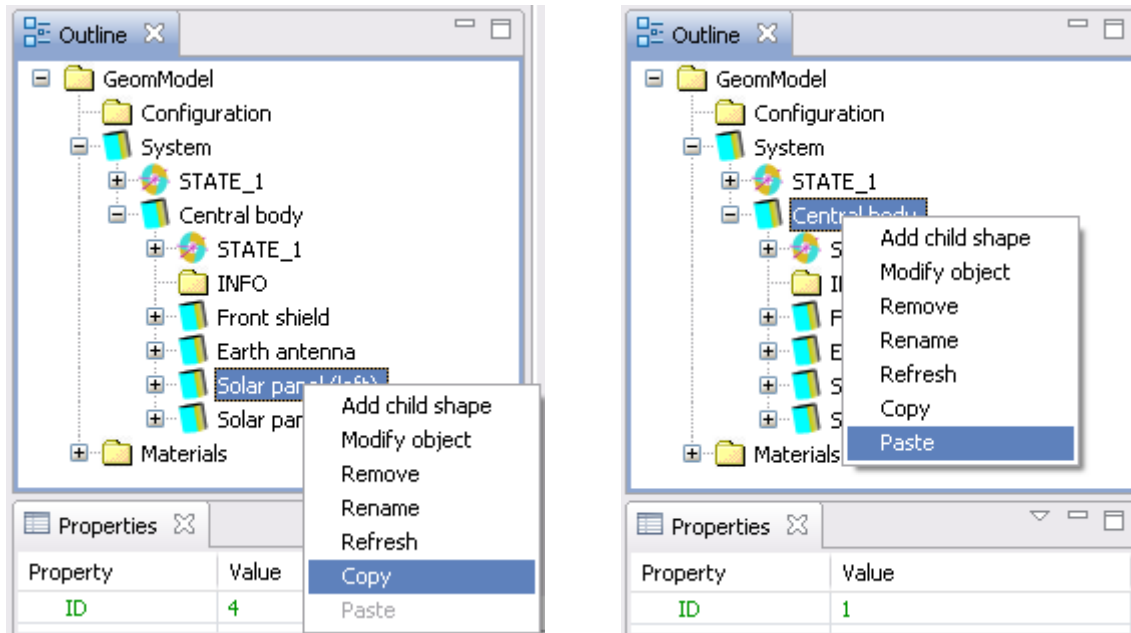 Outline
GeomModel
Configuration
System
STATE_1
Central body
STATE_1
INFO
Front shield
Earth antenna
Solar panel (left)
Solar
Materials
Add child shape
Modify object
Remove
Rename
Refresh
Copy
Paste
Properties
Property Value
ID 4
Outline
GeomModel
Configuration
System
STATE_1
Central body
S
F
E
S
S
Materials
Add child shape
Modify object
Remove
Rename
Refresh
Copy
Paste
Properties
Property Value
ID 1